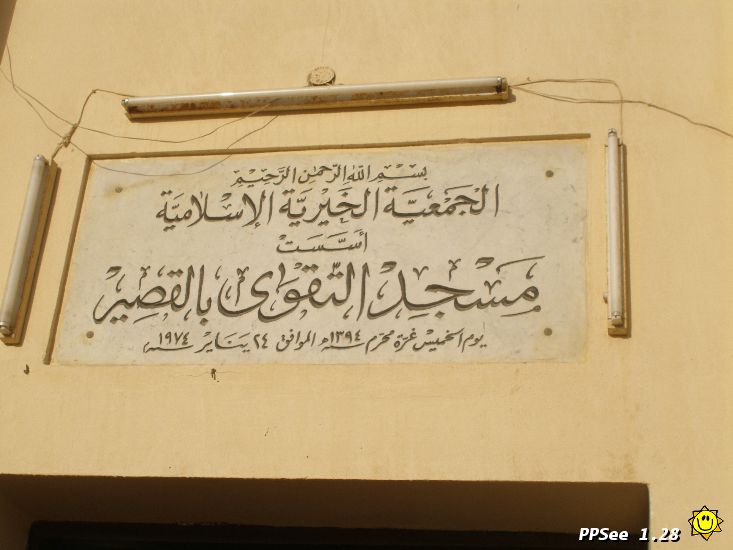 بسم الله الرحمن الرحيم
الجمعية الخيرية الإسلامية
أسست
مسجد التقوى بالقصير
يوم الخميس غرة محرم ١٣٩٤هـ الموافق ٢٤ يناير سنة ١٩٧٤
PPSee 1.28